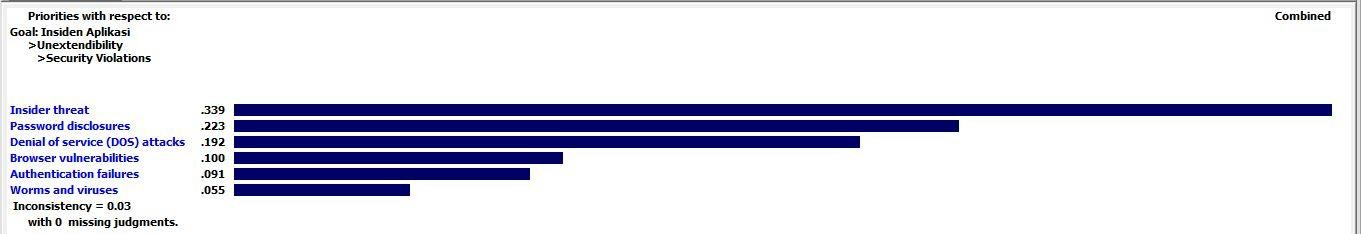 Priorities with respect to: Combined
Goal: Insiden Aplikasi
>Unextendibility
>Security Violations
Insider threat .339
Password disclosures .223
Denial of service (DOS) attacks .192
Browser vulnerabilities .100
Authentication failures .091
Worms and viruses .055
Inconsistency = 0.03
with 0 missing judgments.